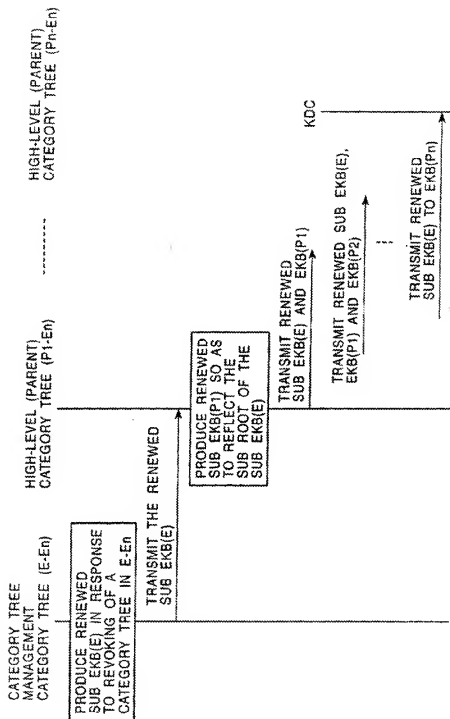 CATEGORY TREE
MANAGEMENT
CATEGORY TREE (E-En)
HIGH-LEVEL (PARENT)
CATEGORY TREE (P1-En)
---------
HIGH-LEVEL (PARENT)
CATEGORY TREE (Pn-En)
PRODUCE RENEWED
SUB EKB(E) IN RESPONSE
TO REVOKING OF A
CATEGORY TREE IN E-En
TRANSMIT THE RENEWED
SUB EKB(E)
PRODUCE RENEWED
SUB EKB(P1) SO AS
TO REFLECT THE
SUB ROOT OF THE
SUB EKB(E)
TRANSMIT RENEWED
SUB EKB(E) AND EKB(P1)
KDC
TRANSMIT RENEWED SUB EKB(E),
EKB(P1) AND EKB(P2)
TRANSMIT RENEWED
SUB EKB(E) TO EKB(Pn)